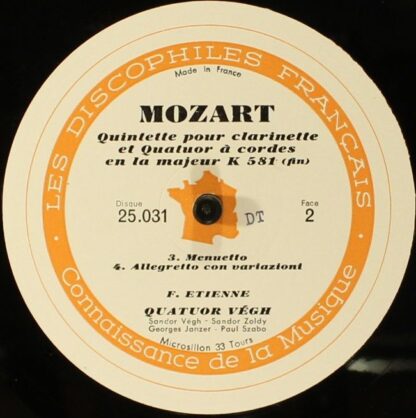 LES DISCOPHILES FRANÇAIS
Made in France
MOZART
Quintette pour clarinette
et Quatuor à cordes
en la majeur K 581 (fin)
Disque
25.031
DT
Face
2
3. Menuetto
4. Allegretto con variazioni
F. ETIENNE
QUATUOR VÉGH
Sandor Végh - Sandor Zoldy
Georges Janzer - Paul Szabo
Microsillon 33 Tours
Connaissance de la Musique